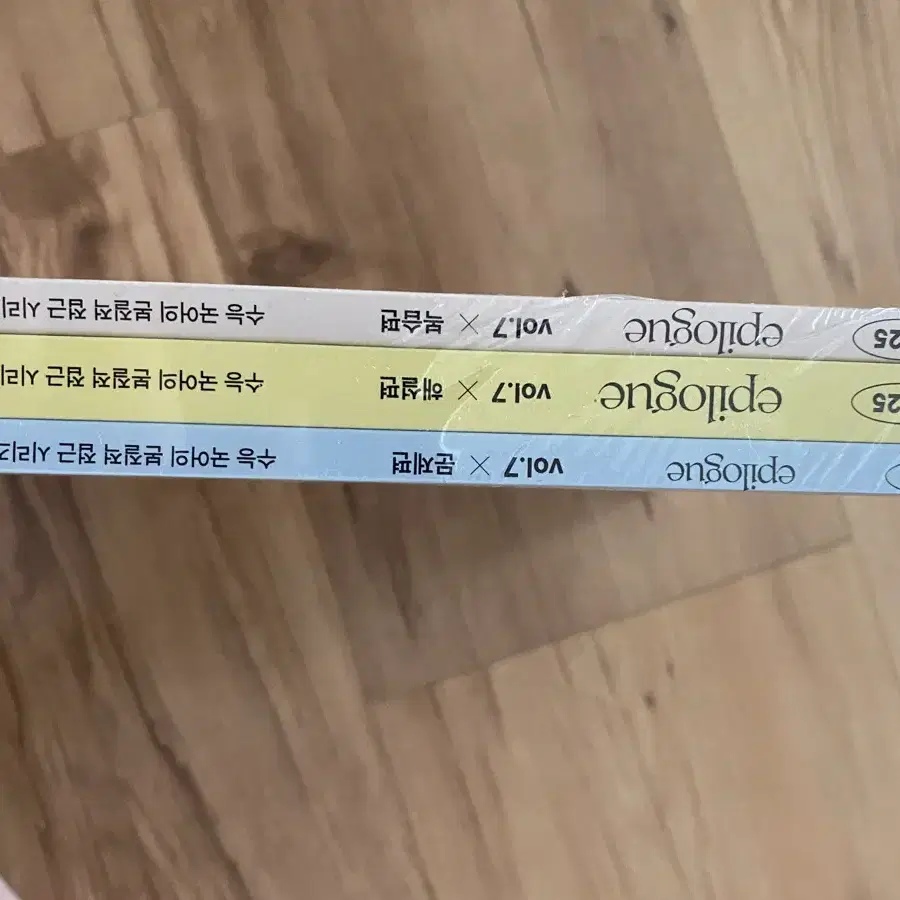 epilogue vol.7 × 문제편 수능 국어의 본질적 접근 시리즈
25 epilogue vol.7 × 해설편 수능 국어의 본질적 접근 시리
25 epilogue vol.7 × 복습편 수능 국어의 본질적 접근 시리